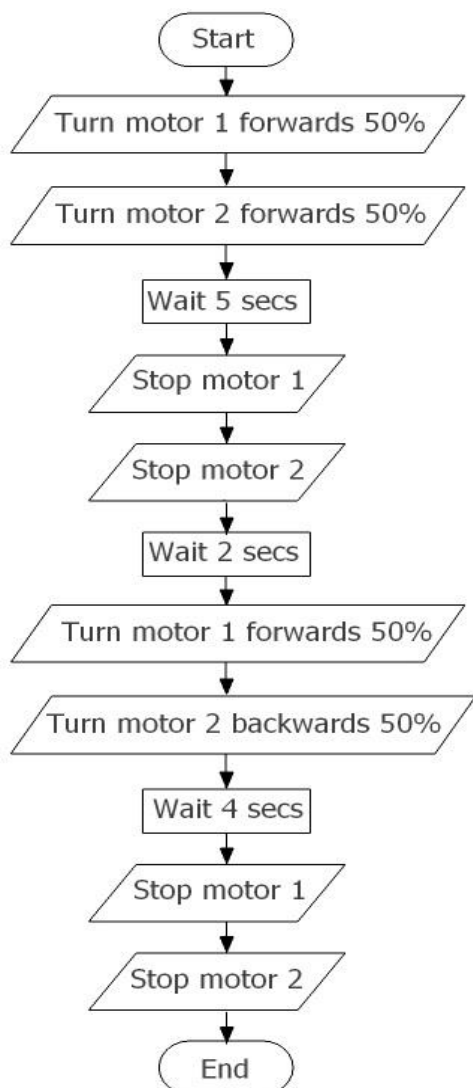 Start
Turn motor 1 forwards 50%
Turn motor 2 forwards 50%
Wait 5 secs
Stop motor 1
Stop motor 2
Wait 2 secs
Turn motor 1 forwards 50%
Turn motor 2 backwards 50%
Wait 4 secs
Stop motor 1
Stop motor 2
End